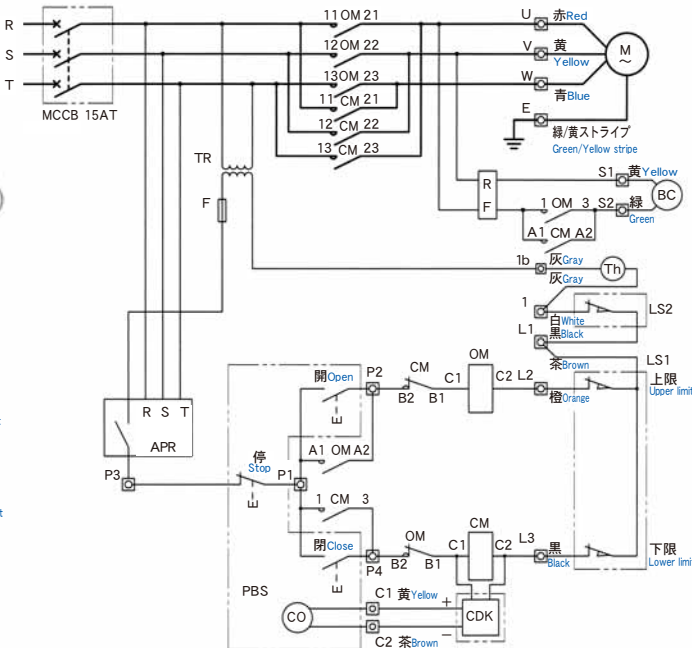 R
S
T
MCCB 15AT
11 OM 21
12 OM 22
13 OM 23
11 CM 21
12 CM 22
13 CM 23
U 赤Red
V 黄
Yellow
W
青Blue
E
緑/黄ストライプ
Green/Yellow stripe
M
~
TR
F
R
F
S1 黄Yellow
1 OM 3 S2 緑
Green
A1 CM A2
BC
1b 灰Gray
灰Gray
Th
1
白White
LS2
L1 黒Black
茶Brown
LS1
開Open
P2
CM
B2 B1
OM
C1 C2
L2
橙Orange
上限
Upper limit
R S T
APR
P3
停
Stop
E
P1
E
A1 OM A2
1 CM 3
閉Close
E
P4
OM
B2 B1
CM
C1 C2
L3
黒
Black
下限
Lower limit
PBS
CO
C1 黄Yellow
+
CDK
−
C2 茶Brown